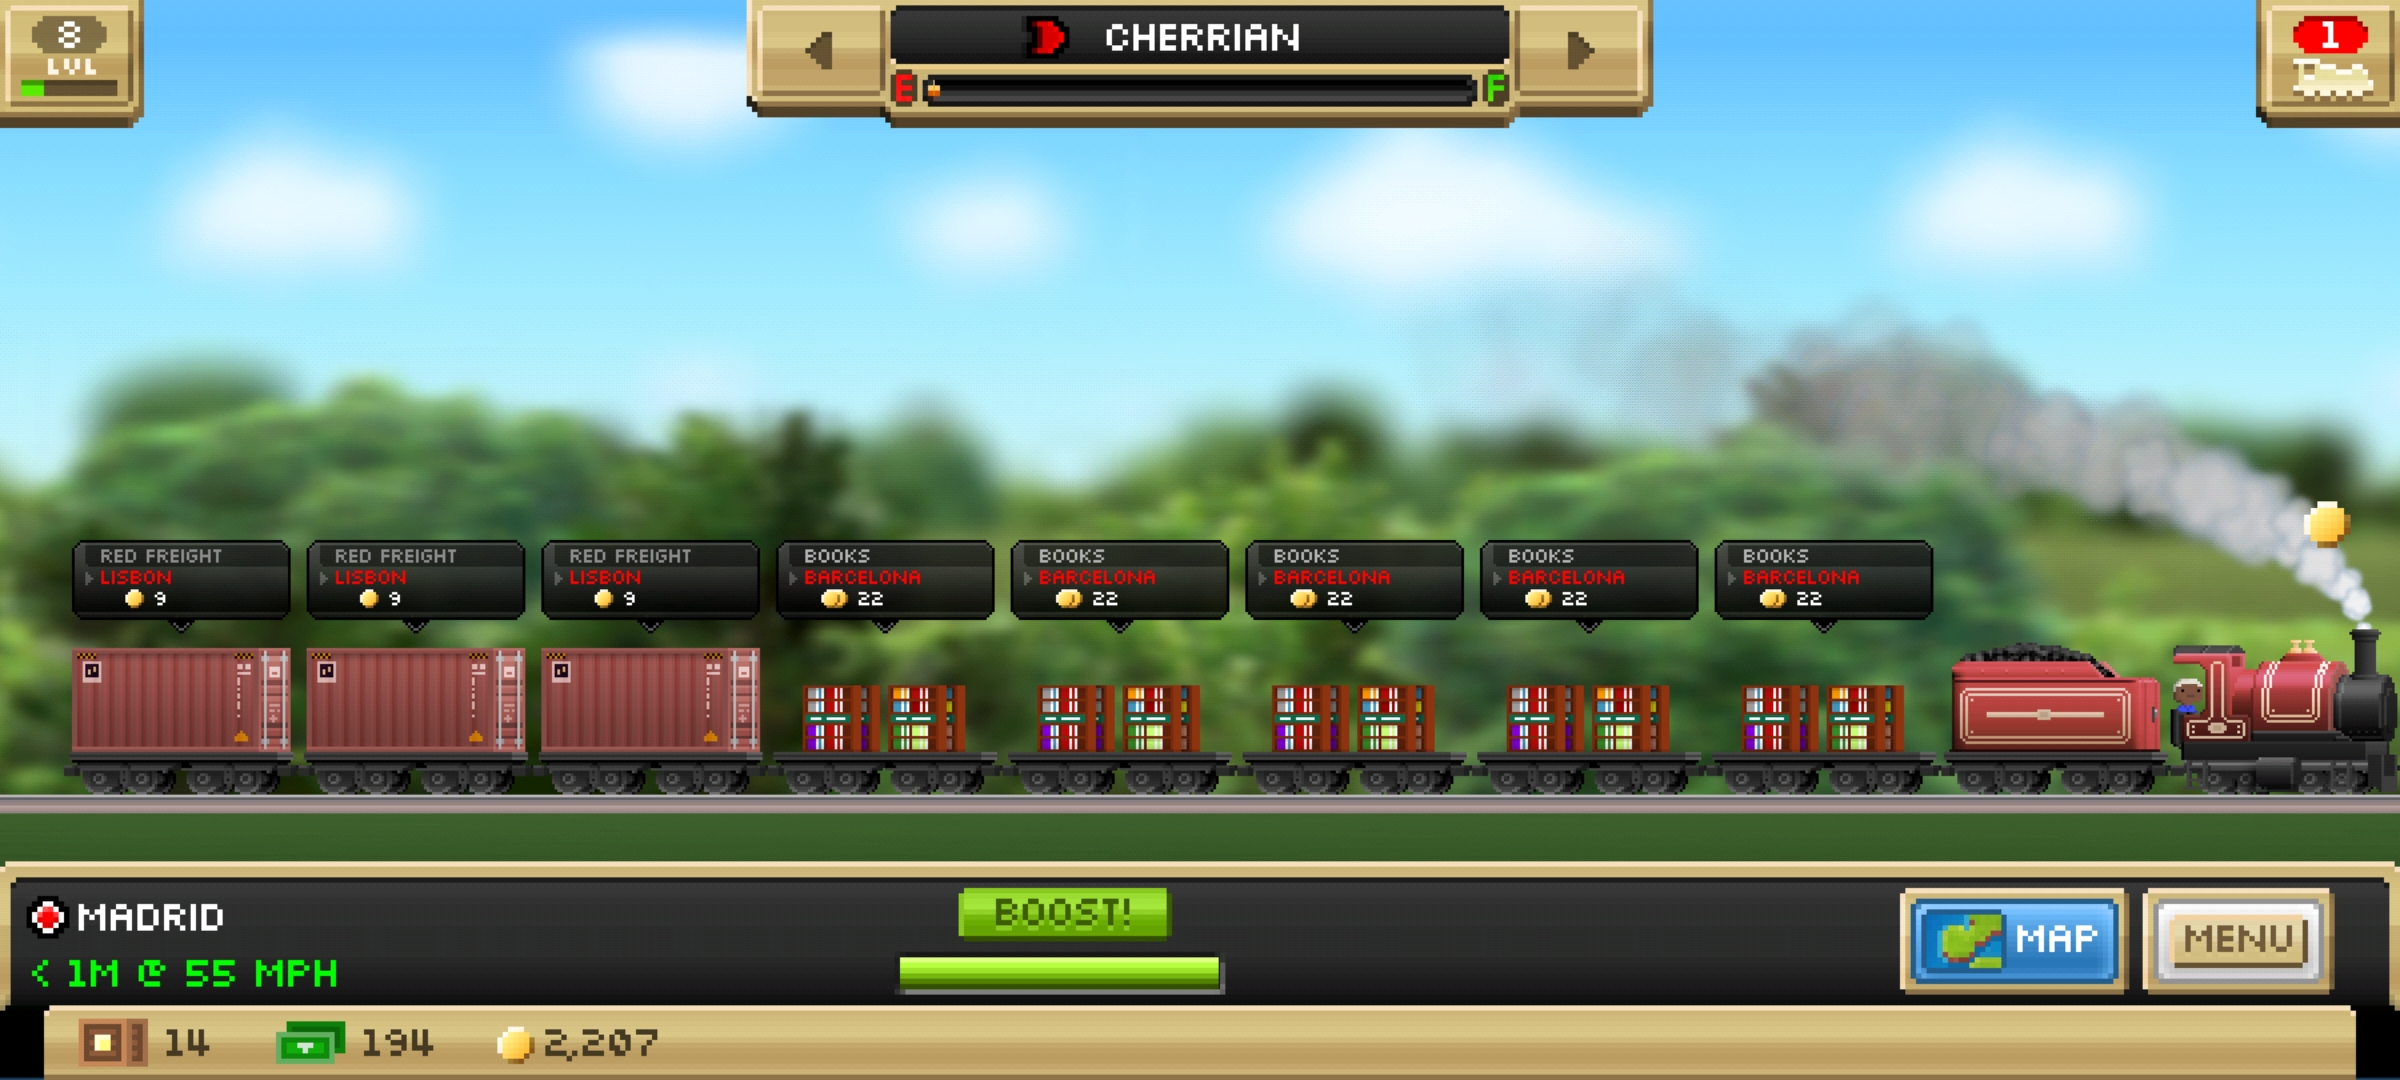 8
LVL
CHERRIAN
E F
1
RED FREIGHT
LISBON
9
RED FREIGHT
LISBON
9
RED FREIGHT
LISBON
9
BOOKS
BARCELONA
22
BOOKS
BARCELONA
22
BOOKS
BARCELONA
22
BOOKS
BARCELONA
22
BOOKS
BARCELONA
22
MADRID
< 1M @ 55 MPH
BOOST!
MAP
MENU
14
194
2,207